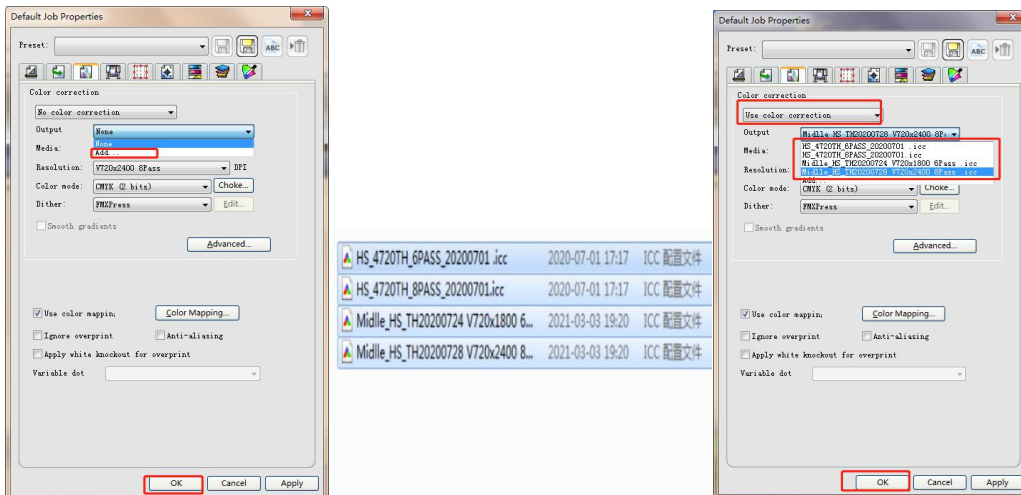 Default Job Properties
Preset:
ABC
Color correction
No color correction
Output
None
None
Add...
Media:
Resolution:
V720x2400 8Pass
DPI
Color mode:
CMYK (2 bits)
Choke...
Dither:
FMXPress
Edit...
Smooth gradients
Advanced...
Use color mappin;
Color Mapping...
Ignore overprint
Anti-aliasing
Apply white knockout for overprint
Variable dot
OK
Cancel
Apply
HS_4720TH_6PASS_20200701 .icc 2020-07-01 17:17 ICC 配置文件
HS_4720TH_8PASS_20200701.icc 2020-07-01 17:17 ICC 配置文件
Midlle_HS_TH20200724 V720x1800 6... 2021-03-03 19:20 ICC 配置文件
Midlle_HS_TH20200728 V720x2400 8... 2021-03-03 19:20 ICC 配置文件
Default Job Properties
Preset:
ABC
Color correction
Use color correction
Output
Midlle_HS_TH20200728 V720x2400 8P
HS_4720TH_6PASS_20200701 .icc
HS_4720TH_8PASS_20200701.icc
Midlle_HS_TH20200724 V720x1800 6Pass .icc
Midlle_HS_TH20200728 V720x2400 8Pass .icc
Add...
Media:
Resolution:
Color mode:
CMYK (2 bits)
Choke...
Dither:
FMXPress
Edit...
Smooth gradients
Advanced...
Use color mappin;
Color Mapping...
Ignore overprint
Anti-aliasing
Apply white knockout for overprint
Variable dot
OK
Cancel
Apply